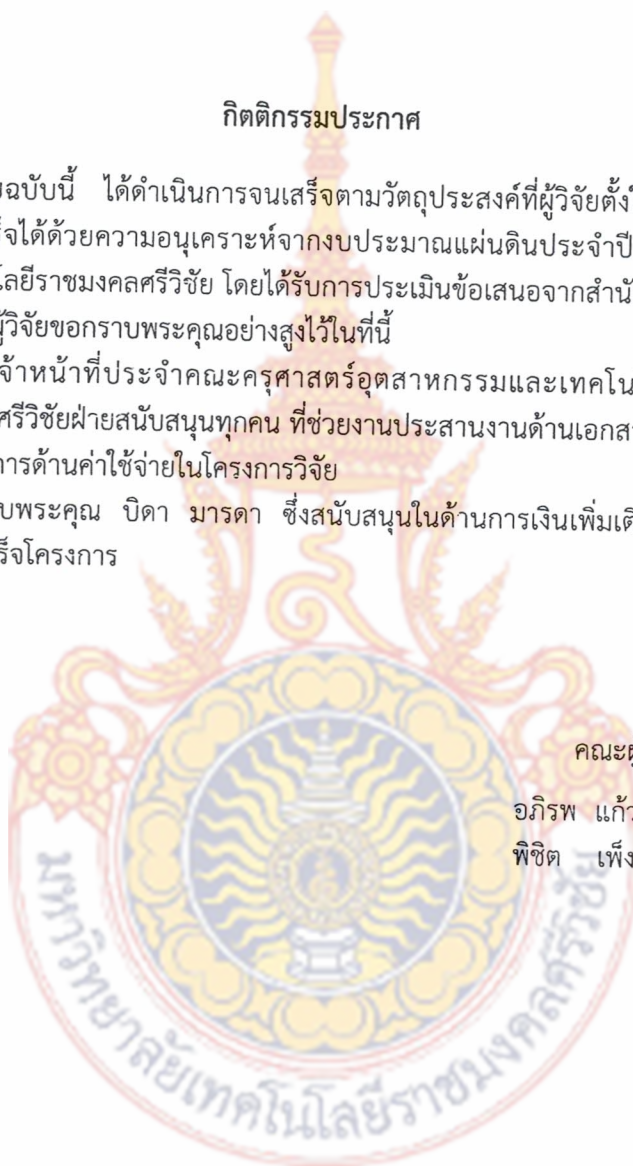 กิตติกรรมประกาศ
ยฉบับนี้ ได้ดำเนินการจนเสร็จตามวัตถุประสงค์ที่ผู้วิจัยตั้ง
จได้ด้วยความอนุเคราะห์จากงบประมาณแผ่นดินประจำปี
โลยีราชมงคลศรีวิชัย โดยได้รับการประเมินข้อเสนอจากสำนั
ผู้วิจัยขอกราบพระคุณอย่างสูงไว้ในที่นี้
จ้าหน้าที่ประจำคณะครุศาสตร์อุตสาหกรรมและเทคโน
ศรีวิชัยฝ่ายสนับสนุนทุกคน ที่ช่วยงานประสานงานด้านเอกส
การด้านค่าใช้จ่ายในโครงการวิจัย
บพระคุณ บิดา มารดา ซึ่งสนับสนุนในด้านการเงินเพิ่มเติ
ร็จโครงการ
คณะผู
อภิรพ แก้ว
พิชิต เพ็ง
มหาวิทยาลัยเทคโนโลยีราชมงคลศรีวิชัย